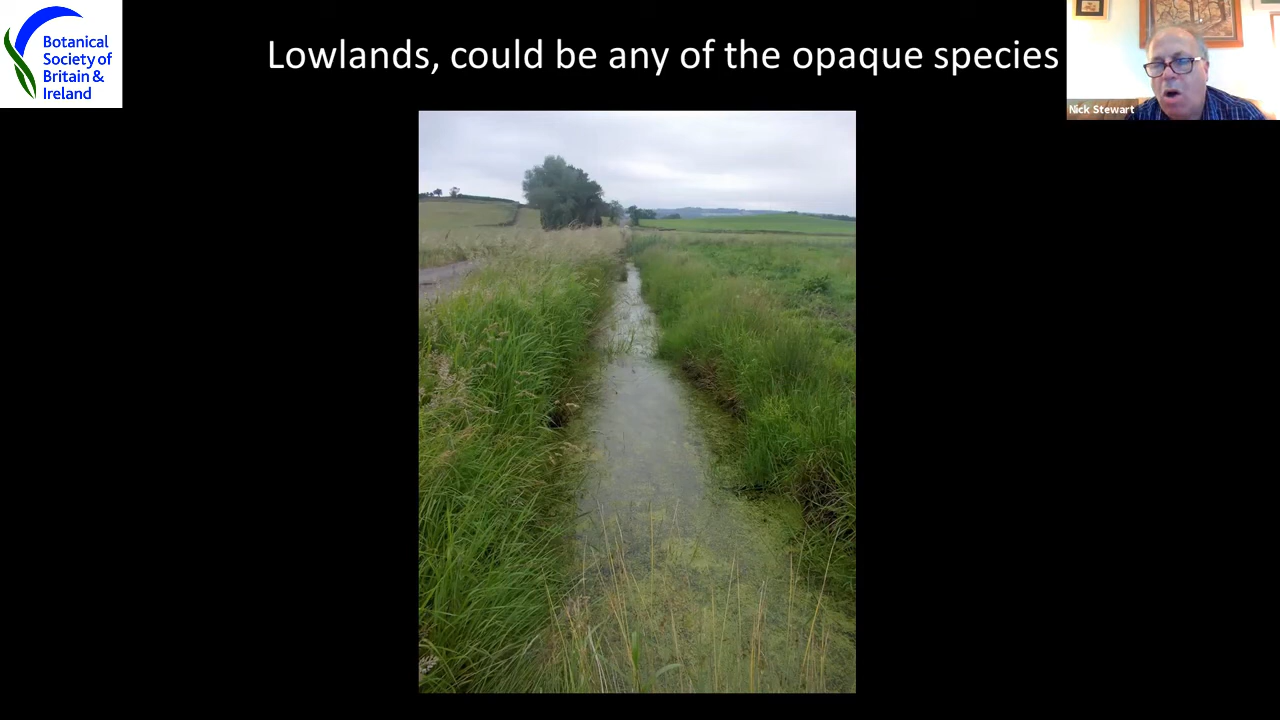 Botanical
Society of
Britain &
Ireland
Lowlands, could be any of the opaque species
Nick Stewart